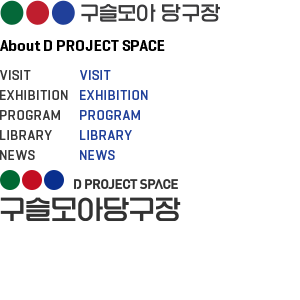 구슬모아 당구장
About D PROJECT SPACE
VISIT VISIT
EXHIBITION EXHIBITION
PROGRAM PROGRAM
LIBRARY LIBRARY
NEWS NEWS
D PROJECT SPACE
구슬모아당구장